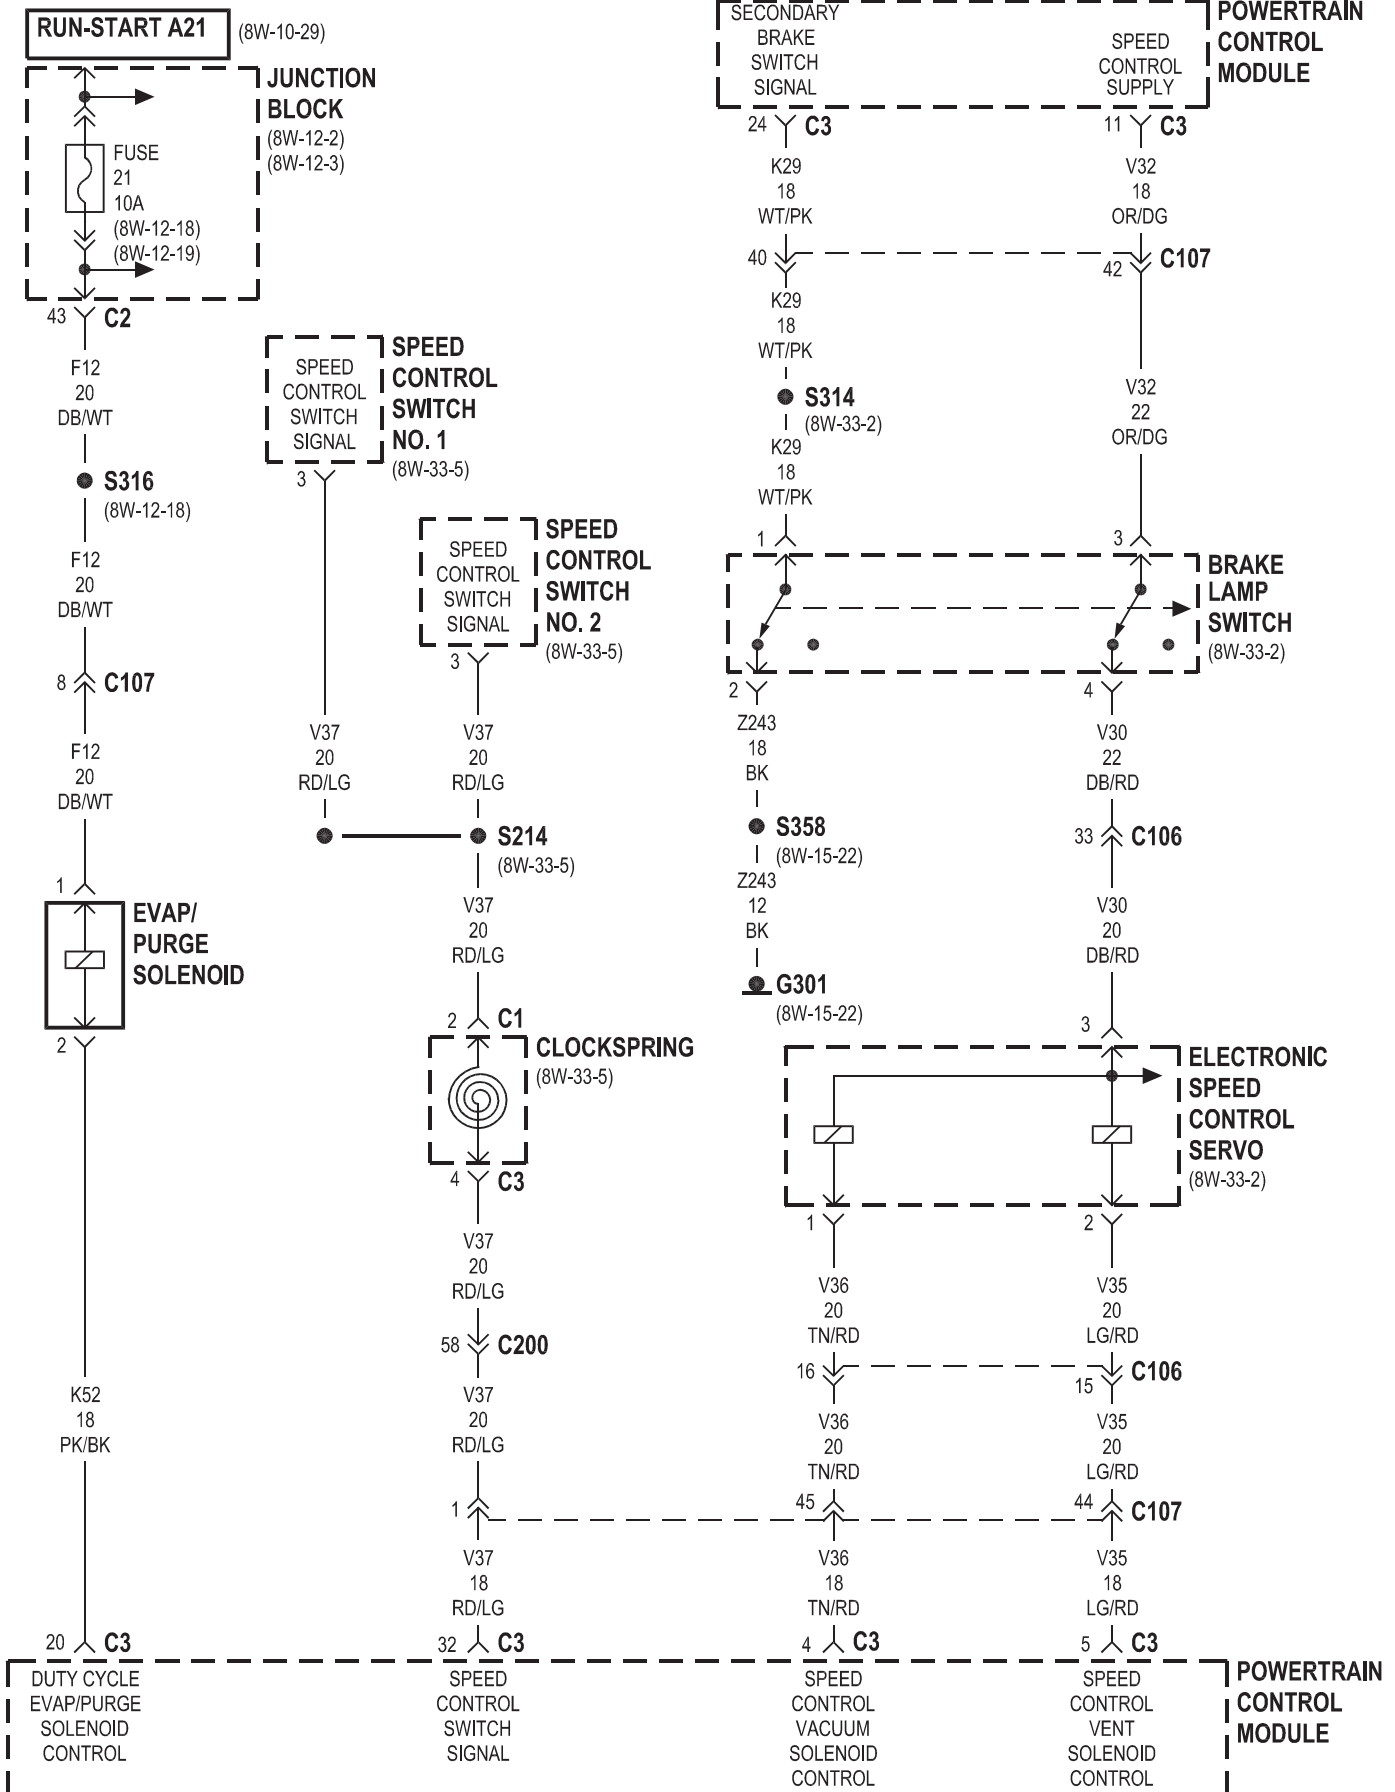 RUN-START A21 (8W-10-29)
JUNCTION
BLOCK
(8W-12-2)
(8W-12-3)
FUSE
21
10A
(8W-12-18)
(8W-12-19)
43 C2
F12
20
DB/WT
S316
(8W-12-18)
F12
20
DB/WT
8 C107
F12
20
DB/WT
1
EVAP/
PURGE
SOLENOID
2
K52
18
PK/BK
20 C3
DUTY CYCLE
EVAP/PURGE
SOLENOID
CONTROL
SPEED
CONTROL
SWITCH
SIGNAL
SPEED
CONTROL
SWITCH
NO. 1
(8W-33-5)
3
V37
20
RD/LG
SPEED
CONTROL
SWITCH
SIGNAL
SPEED
CONTROL
SWITCH
NO. 2
(8W-33-5)
3
V37
20
RD/LG
S214
(8W-33-5)
V37
20
RD/LG
2 C1
CLOCKSPRING
(8W-33-5)
4 C3
V37
20
RD/LG
58 C200
V37
20
RD/LG
1
V37
18
RD/LG
32 C3
SPEED
CONTROL
SWITCH
SIGNAL
SECONDARY
BRAKE
SWITCH
SIGNAL
SPEED
CONTROL
SUPPLY
POWERTRAIN
CONTROL
MODULE
24 C3
K29
18
WT/PK
40
K29
18
WT/PK
S314
(8W-33-2)
K29
18
WT/PK
1
11 C3
V32
18
OR/DG
42 C107
V32
22
OR/DG
3
BRAKE
LAMP
SWITCH
(8W-33-2)
2
Z243
18
BK
S358
(8W-15-22)
Z243
12
BK
G301
(8W-15-22)
4
V30
22
DB/RD
33 C106
V30
20
DB/RD
3
ELECTRONIC
SPEED
CONTROL
SERVO
(8W-33-2)
1
V36
20
TN/RD
16
V36
20
TN/RD
45
V36
18
TN/RD
4 C3
SPEED
CONTROL
VACUUM
SOLENOID
CONTROL
2
V35
20
LG/RD
15 C106
V35
20
LG/RD
44 C107
V35
18
LG/RD
5 C3
SPEED
CONTROL
VENT
SOLENOID
CONTROL
POWERTRAIN
CONTROL
MODULE